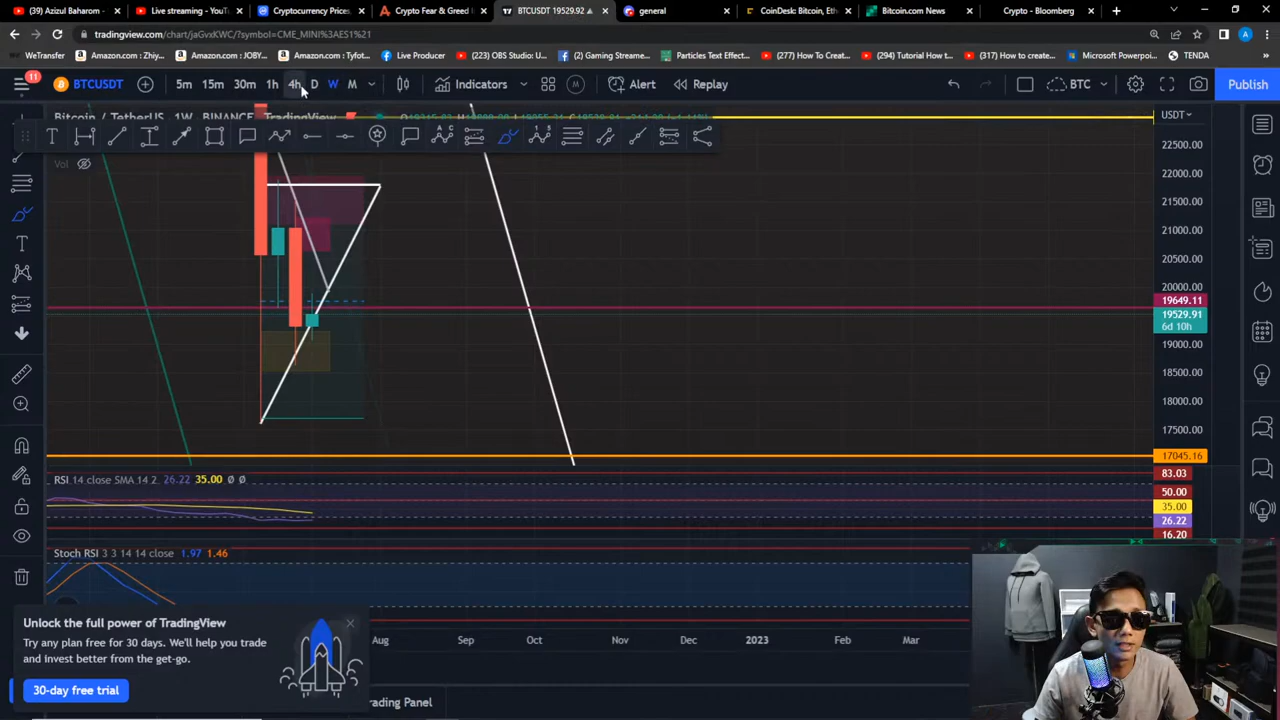 (119) Azizul Baharom -
Live streaming - YouTu
Cryptocurrency Prices,
Crypto Fear & Greed I
BTCUSDT 19529.92
general
CoinDesk: Bitcoin, Eth
Bitcoin.com News
Crypto - Bloomberg
tradingview.com/chart/jaGvxKWC/?symbol=CME_MINI%3AES1%21
WeTransfer
Amazon.com : Zhiy...
Amazon.com: JOBY...
Amazon.com : Tyfot...
Live Producer
(223) OBS Studio: U...
(2) Gaming Streame...
Particles Text Effect...
(277) How To Create...
(294) Tutorial How t...
(317) How to create...
Microsoft Powerpoi...
TENDA
11
BTCUSDT
5m
15m
30m
1h
4h
D
W
M
Indicators
Alert
Replay
BTC
Publish
Bitcoin / TetherUS 1W BINANCE TradingView
USDT
Vol
22500.00
22000.00
21500.00
21000.00
20500.00
20000.00
19649.11
19529.91
6d 10h
19000.00
18500.00
18000.00
17500.00
17045.16
RSI 14 close SMA 14 2 26.22 35.00 Ø Ø
83.03
50.00
35.00
26.22
16.20
Stoch RSI 3 3 14 14 close 1.97 1.46
Unlock the full power of TradingView
Try any plan free for 30 days. We'll help you trade
and invest better from the get-go.
30-day free trial
Aug
Sep
Oct
Nov
Dec
2023
Feb
Mar
rading Panel